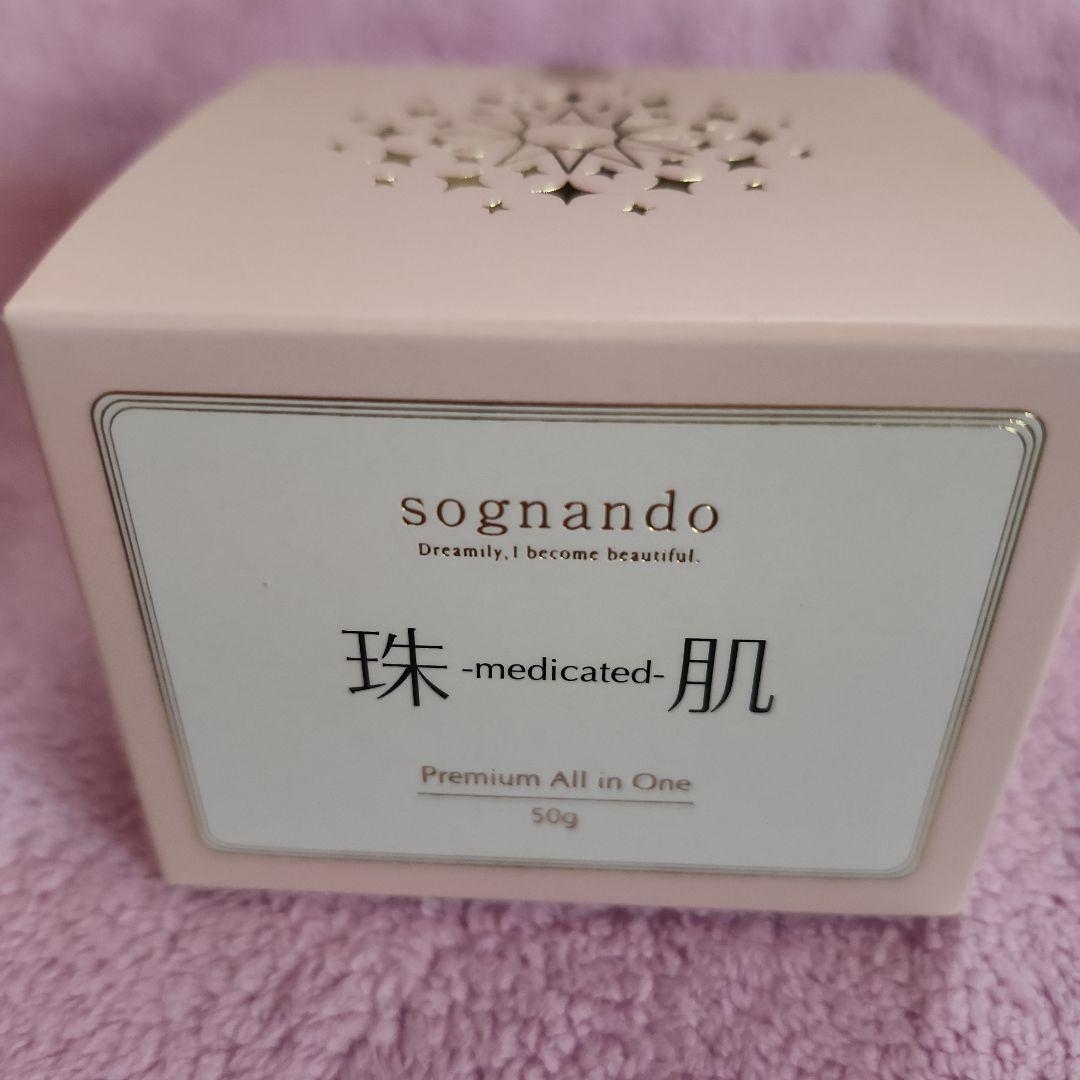 sognando
Dreamily, I become beautiful.
珠 -medicated- 肌
Premium All in One
50g